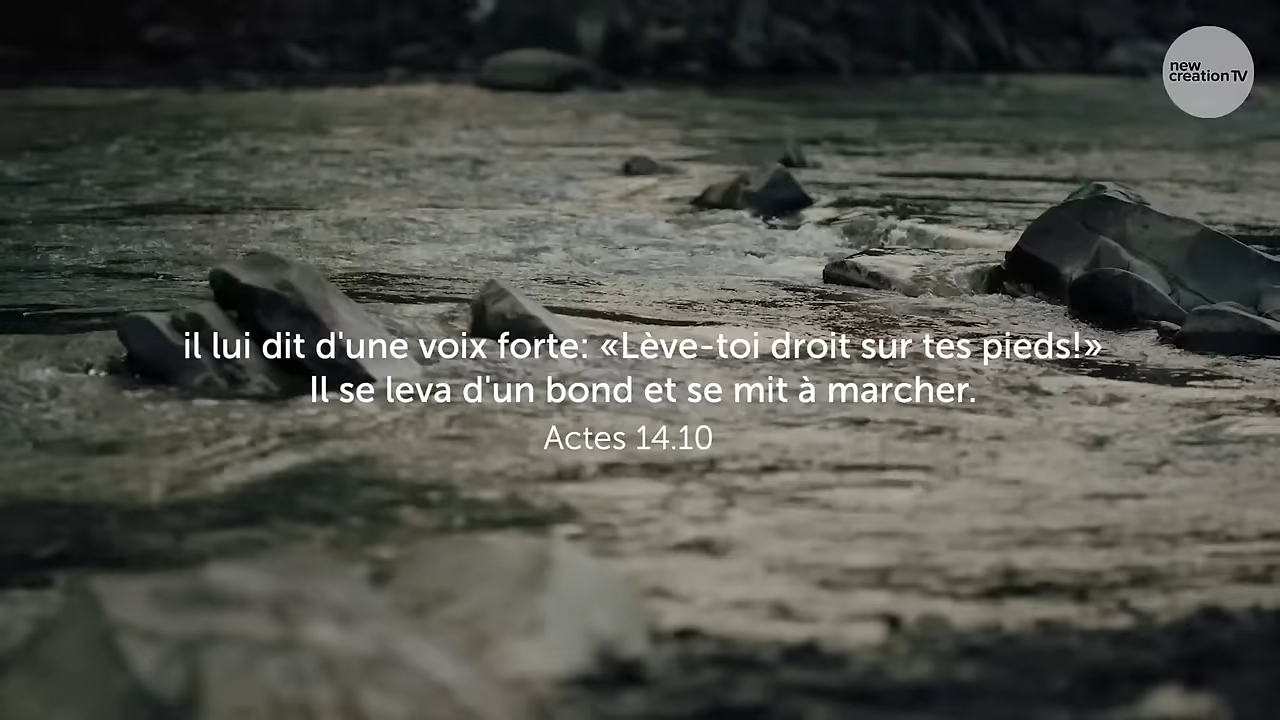 new
creation TV
il lui dit d'une voix forte: «Lève-toi droit sur tes pieds!»
Il se leva d'un bond et se mit à marcher.
Actes 14.10